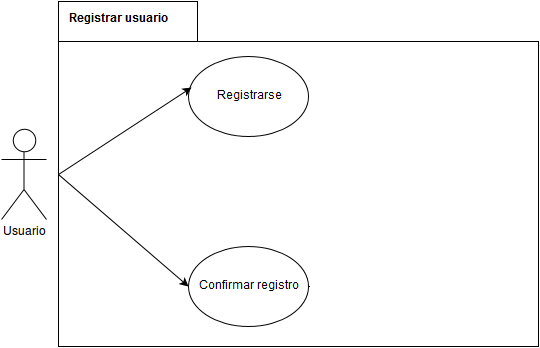 Registrar usuario
Registrarse
Usuario
Confirmar registro